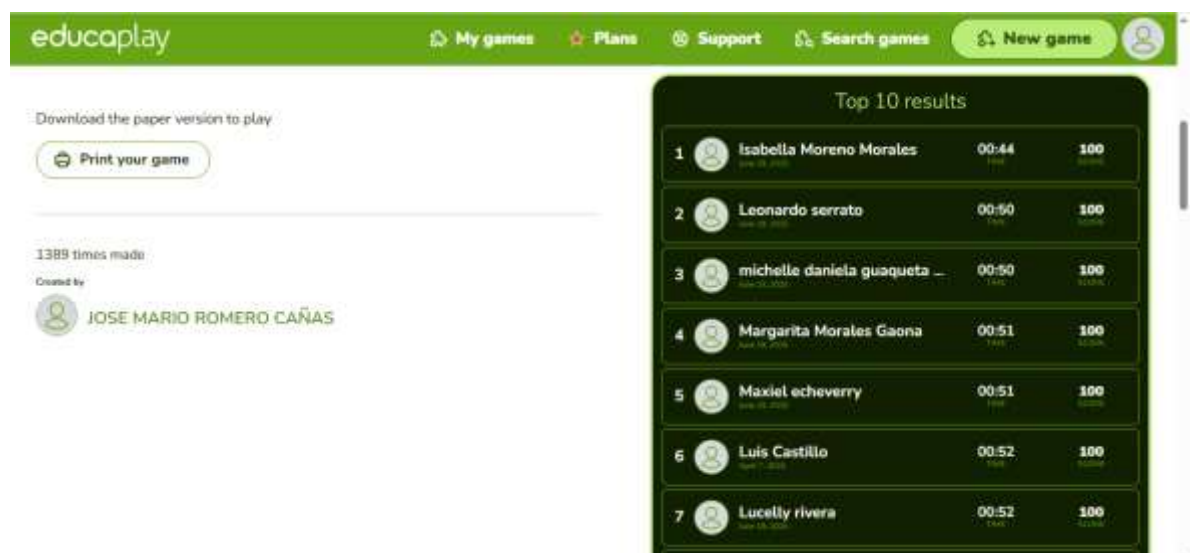 educaplay
My games Plans Support Search games New game
Download the paper version to play
Print your game
1389 times made
Created by
JOSE MARIO ROMERO CAÑAS
Top 10 results
1 Isabella Moreno Morales 00:44 100
2 Leonardo serrato 00:50 100
3 michelle daniela guaqueta ... 00:50 100
4 Margarita Morales Gaona 00:51 100
5 Maxiel echeverry 00:51 100
6 Luis Castillo 00:52 100
7 Lucelly rivera 00:52 100